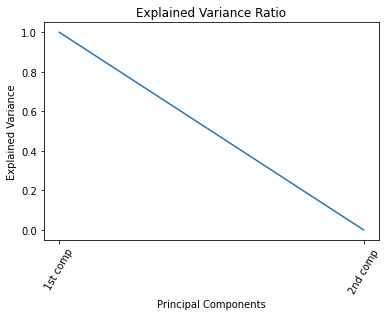 Explained Variance Ratio
Explained Variance
1.0
0.8
0.6
0.4
0.2
0.0
1st comp
2nd comp
Principal Components